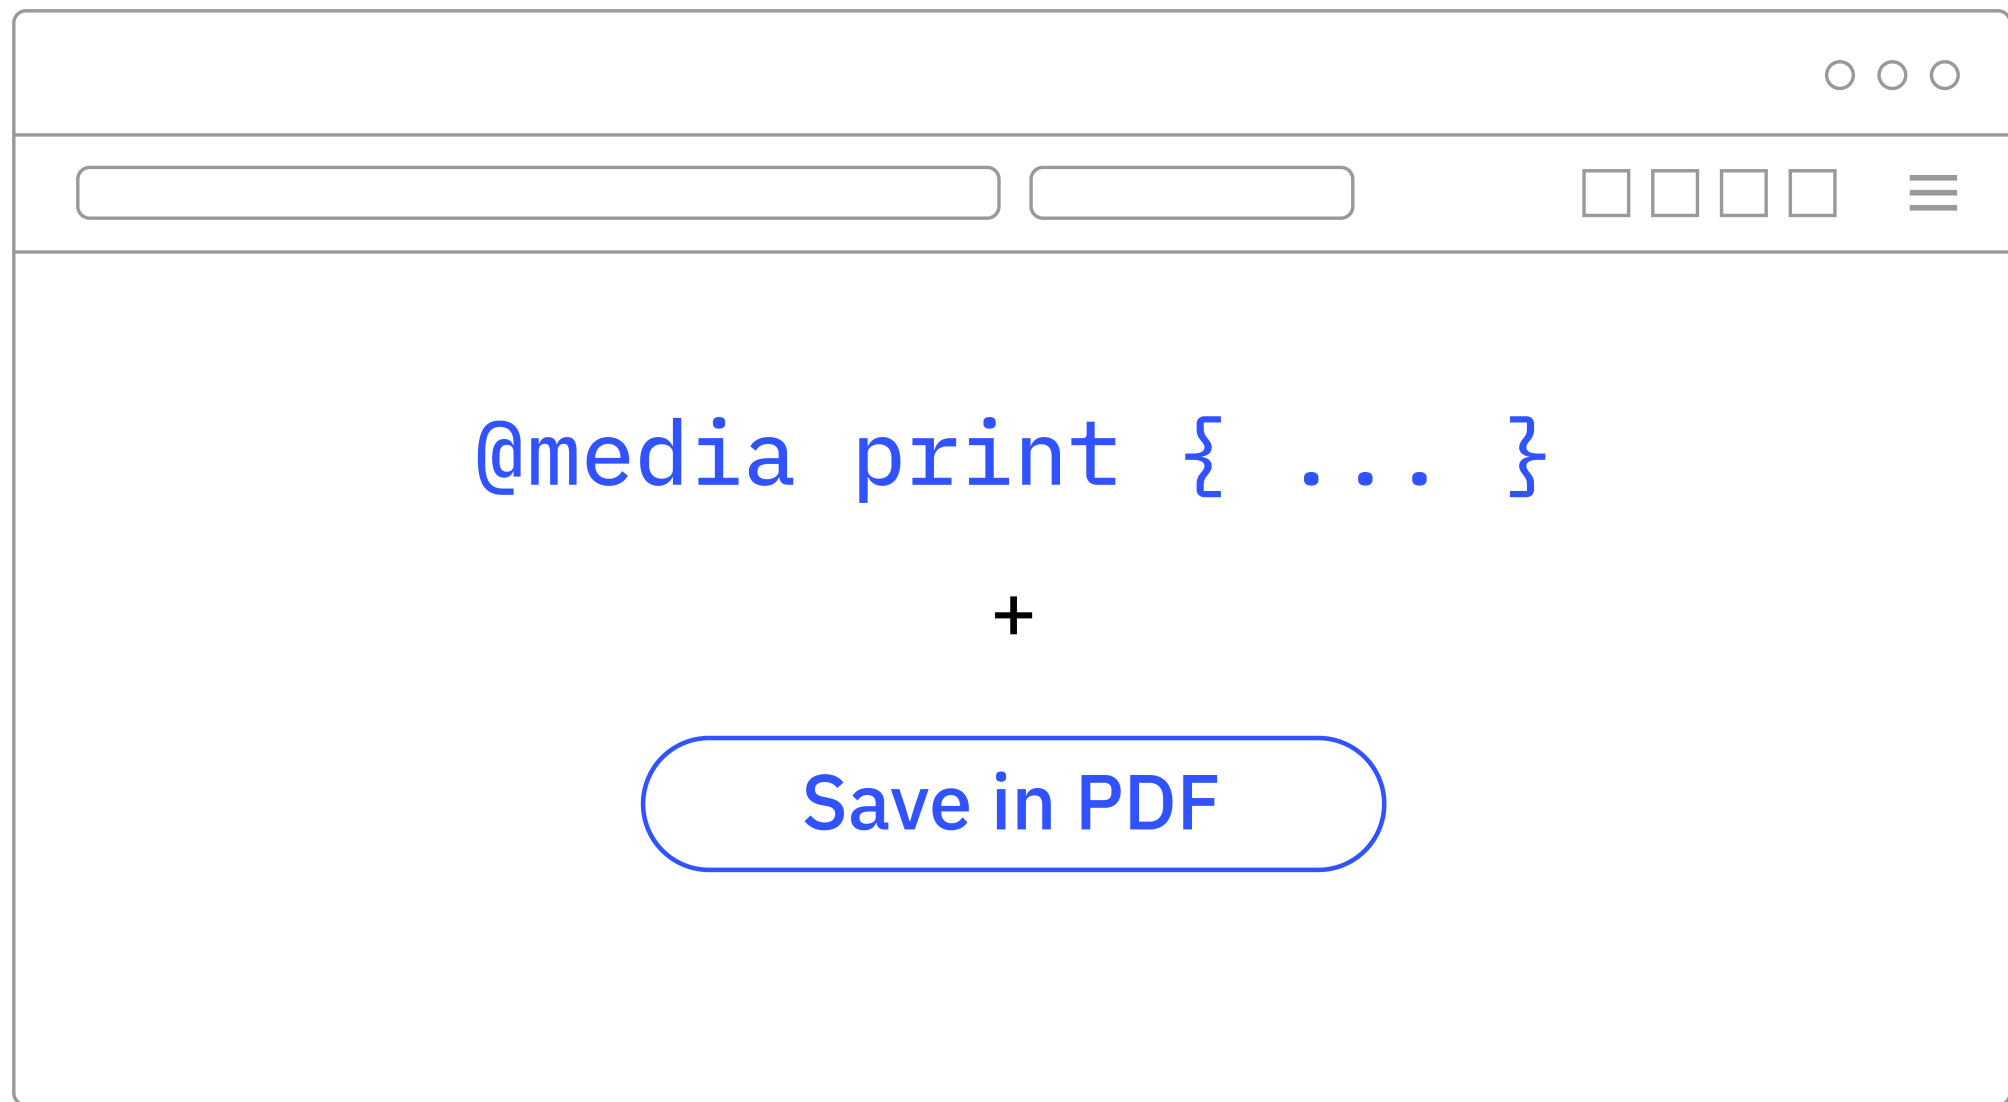 @media print { ... }
+
Save in PDF